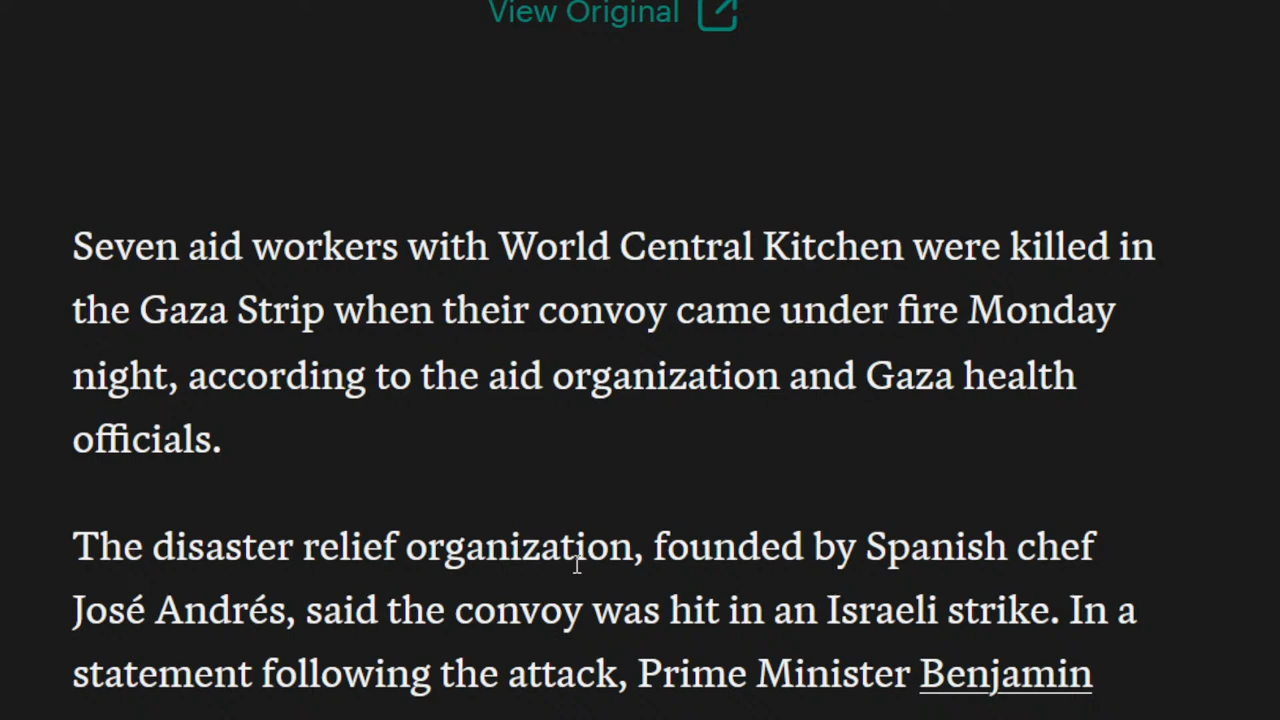 View Original
Seven aid workers with World Central Kitchen were killed in
the Gaza Strip when their convoy came under fire Monday
night, according to the aid organization and Gaza health
officials.
The disaster relief organization, founded by Spanish chef
José Andrés, said the convoy was hit in an Israeli strike. In a
statement following the attack, Prime Minister Benjamin